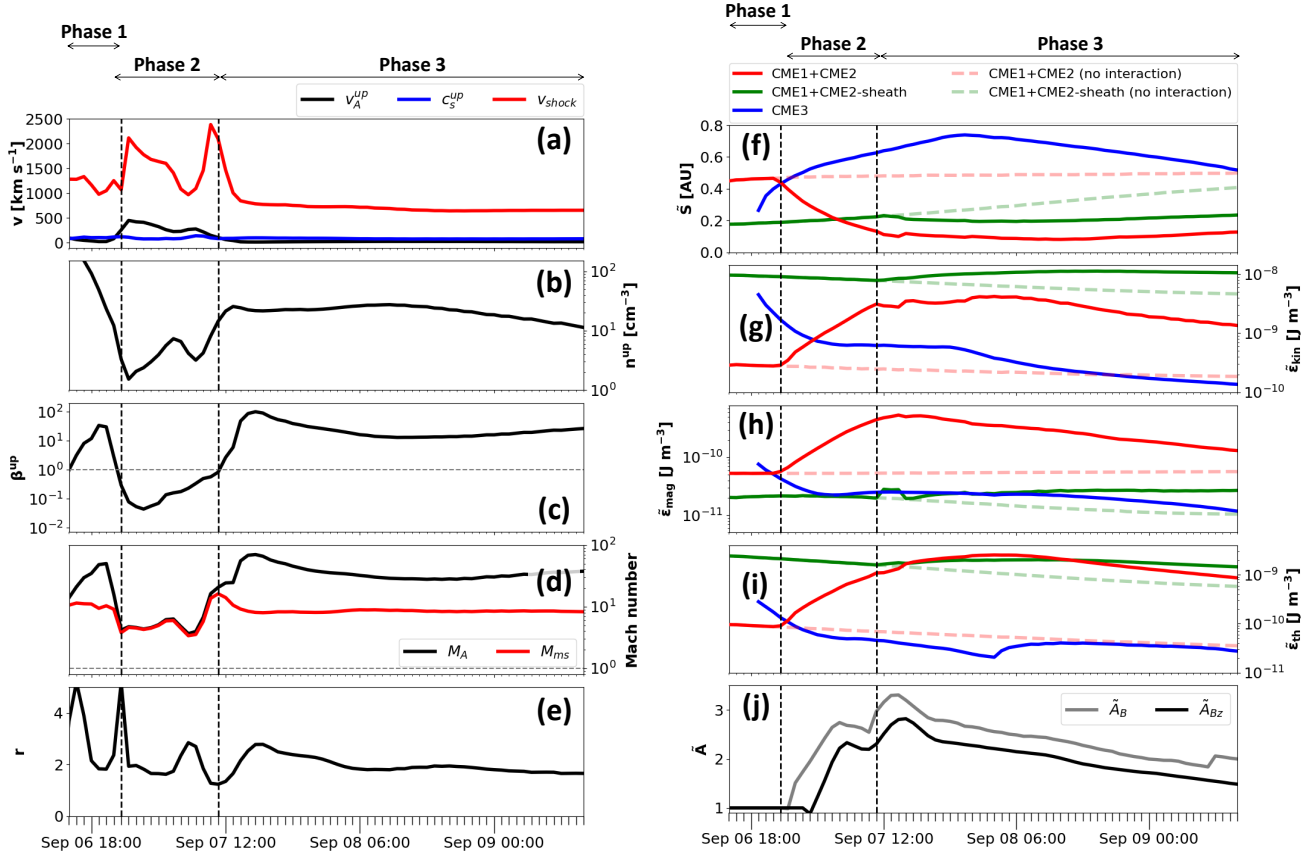 Phase 1
Phase 2
Phase 3
v_A^up c_s^up v_shock
(a)
v [km s⁻¹]
2500
2000
1500
1000
500
0
(b)
n^up [cm⁻³]
10²
10¹
10⁰
(c)
β^up
10²
10¹
10⁰
10⁻¹
10⁻²
(d)
Mach number
10²
10¹
10⁰
M_A M_ms
(e)
r
4
2
0
Sep 06 18:00 Sep 07 12:00 Sep 08 06:00 Sep 09 00:00
Phase 1
Phase 2
Phase 3
CME1+CME2 CME1+CME2 (no interaction)
CME1+CME2-sheath CME1+CME2-sheath (no interaction)
CME3
(f)
S̃ [AU]
0.8
0.6
0.4
0.2
0.0
(g)
ε̃_kin [J m⁻³]
10⁻⁸
10⁻⁹
10⁻¹⁰
(h)
ε̃_mag [J m⁻³]
10⁻¹⁰
10⁻¹¹
(i)
ε̃_th [J m⁻³]
10⁻⁹
10⁻¹⁰
10⁻¹¹
(j)
Ã_B Ã_Bz
Ã
3
2
1
Sep 06 18:00 Sep 07 12:00 Sep 08 06:00 Sep 09 00:00